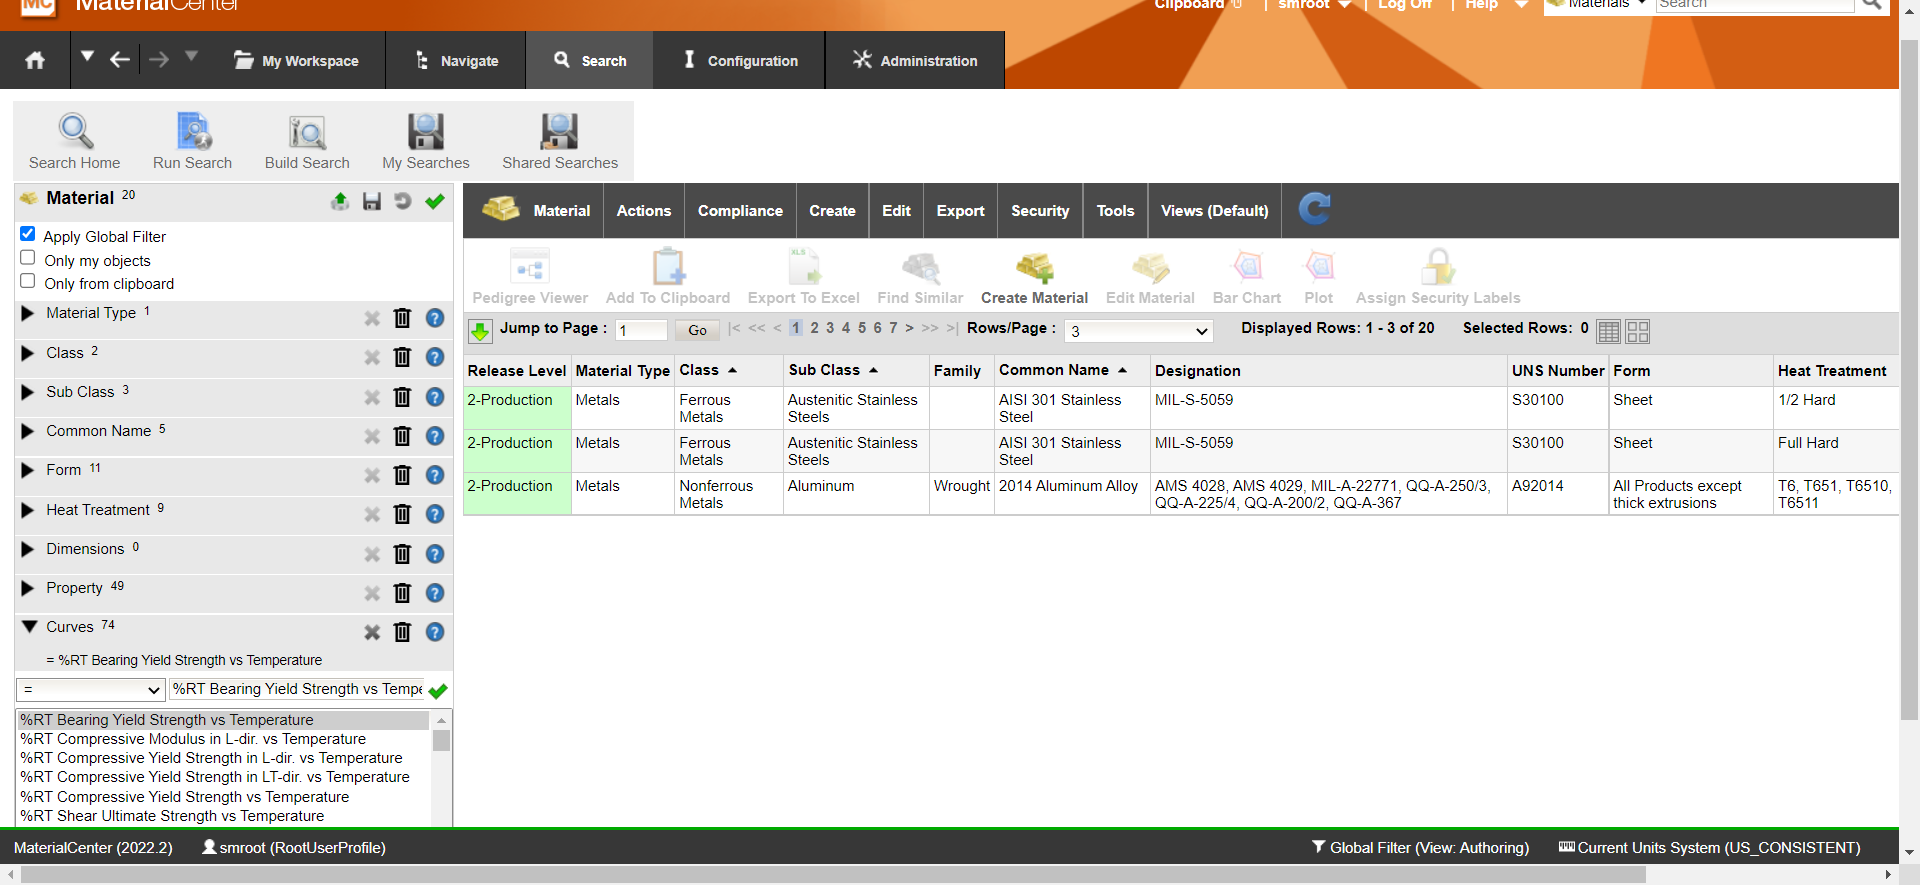 MC MaterialCenter
Clipboard 0 | smroot | Log Off | Help Materials Search
My Workspace Navigate Search Configuration Administration
Search Home Run Search Build Search My Searches Shared Searches
Material 20
Apply Global Filter
Only my objects
Only from clipboard
Material Type 1
Class 2
Sub Class 3
Common Name 5
Form 11
Heat Treatment 9
Dimensions 0
Property 49
Curves 74
= %RT Bearing Yield Strength vs Temperature
= %RT Bearing Yield Strength vs Tempe
%RT Bearing Yield Strength vs Temperature
%RT Compressive Modulus in L-dir. vs Temperature
%RT Compressive Yield Strength in L-dir. vs Temperature
%RT Compressive Yield Strength in LT-dir. vs Temperature
%RT Compressive Yield Strength vs Temperature
%RT Shear Ultimate Strength vs Temperature
Material Actions Compliance Create Edit Export Security Tools Views (Default)
XLS
Pedigree Viewer Add To Clipboard Export To Excel Find Similar Create Material Edit Material Bar Chart Plot Assign Security Labels
Jump to Page : 1 Go |< << < 1 2 3 4 5 6 7 > >> >| Rows/Page : 3 Displayed Rows: 1 - 3 of 20 Selected Rows: 0
Release Level Material Type Class Sub Class Family Common Name Designation UNS Number Form Heat Treatment
2-Production Metals Ferrous Austenitic Stainless AISI 301 Stainless MIL-S-5059 S30100 Sheet 1/2 Hard
Metals Steels Steel
2-Production Metals Ferrous Austenitic Stainless AISI 301 Stainless MIL-S-5059 S30100 Sheet Full Hard
Metals Steels Steel
2-Production Metals Nonferrous Aluminum Wrought 2014 Aluminum Alloy AMS 4028, AMS 4029, MIL-A-22771, QQ-A-250/3, A92014 All Products except T6, T651, T6510,
Metals QQ-A-225/4, QQ-A-200/2, QQ-A-367 thick extrusions T6511
MaterialCenter (2022.2) smroot (RootUserProfile) Global Filter (View: Authoring) Current Units System (US_CONSISTENT)